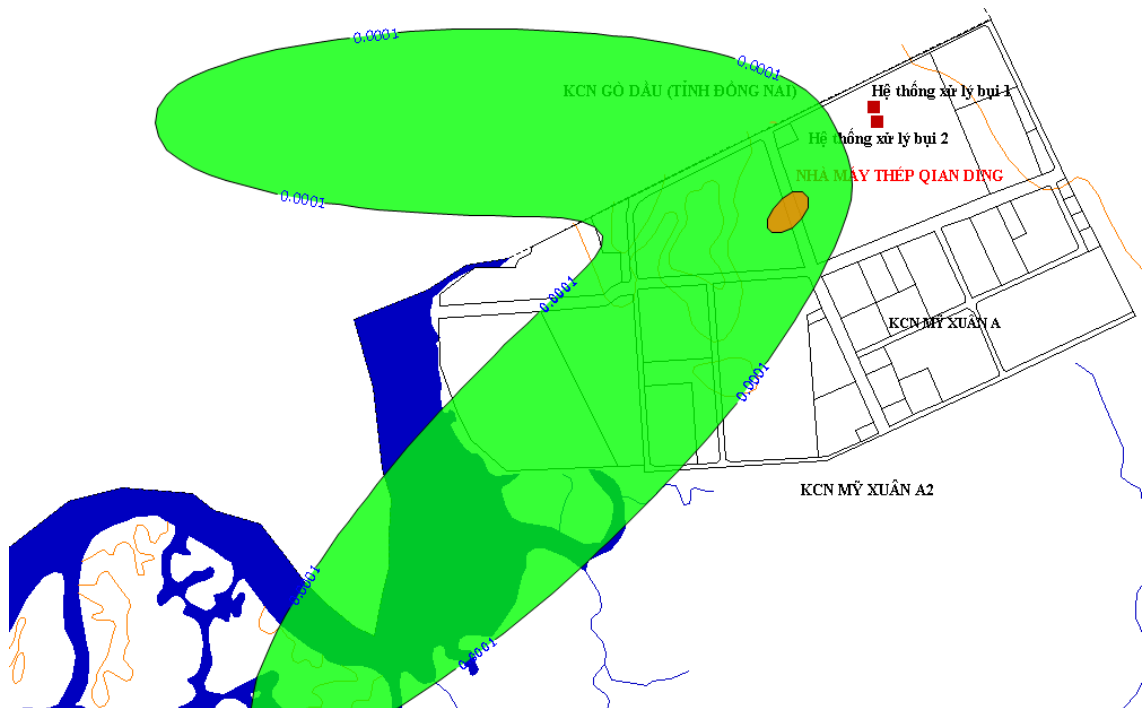 0.0001
0.0001
KCN GÒ DẦU (TỈNH ĐỒNG NAI)
Hệ thống xử lý bụi 1
Hệ thống xử lý bụi 2
NHÀ MÁY THÉP QIAN DING
0.0001
0.0001
KCN MỸ XUÂN A
0.0001
KCN MỸ XUÂN A2
0.0001
0.0001